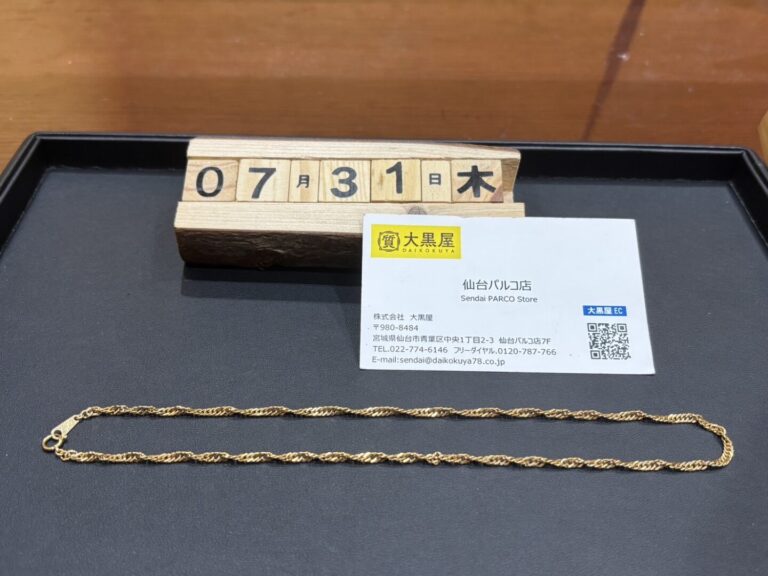 07月31日木
質 大黒屋
DAIKOKUYA
仙台パルコ店
Sendai PARCO Store
大黒屋 EC
株式会社 大黒屋
〒980-8484
宮城県仙台市青葉区中央1丁目2-3 仙台パルコ店7F
TEL.022-774-6146 フリーダイヤル.0120-787-766
E-mail:sendai@daikokuya78.co.jp